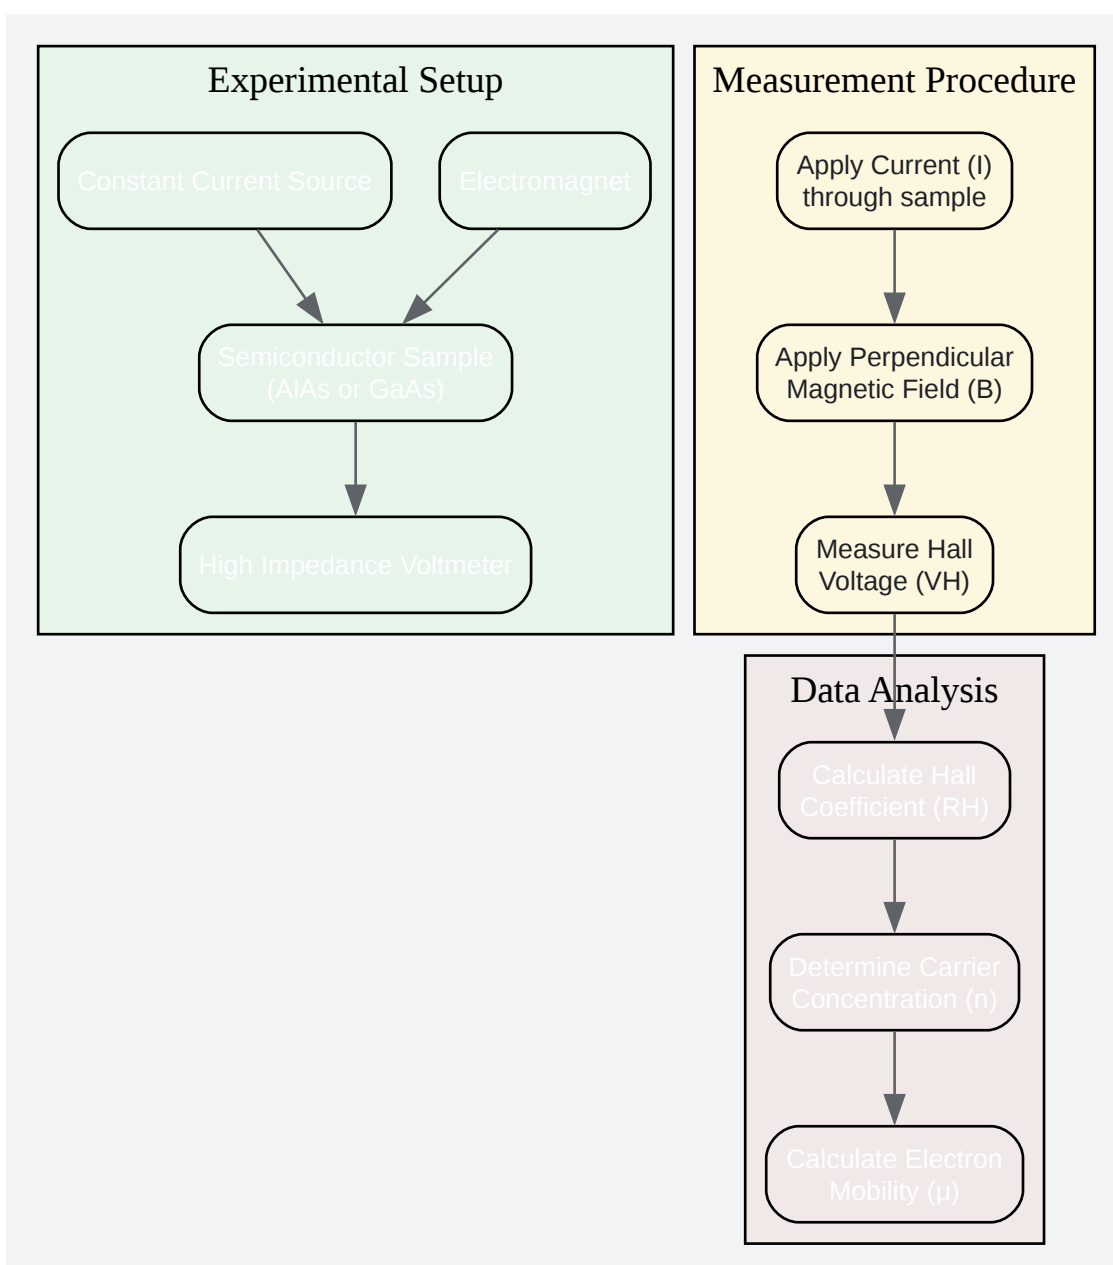 Experimental Setup
Constant Current Source
Electromagnet
Semiconductor Sample
(AlAs or GaAs)
High Impedance Voltmeter
Measurement Procedure
Apply Current (I)
through sample
Apply Perpendicular
Magnetic Field (B)
Measure Hall
Voltage (VH)
Data Analysis
Calculate Hall
Coefficient (RH)
Determine Carrier
Concentration (n)
Calculate Electron
Mobility (μ)